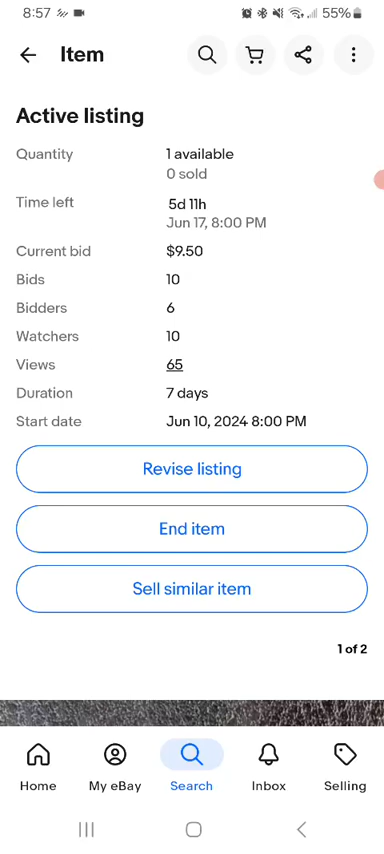 8:57 55%
Item
Active listing
Quantity 1 available
0 sold
Time left 5d 11h
Jun 17, 8:00 PM
Current bid $9.50
Bids 10
Bidders 6
Watchers 10
Views 65
Duration 7 days
Start date Jun 10, 2024 8:00 PM
Revise listing
End item
Sell similar item
1 of 2
Home My eBay Search Inbox Selling